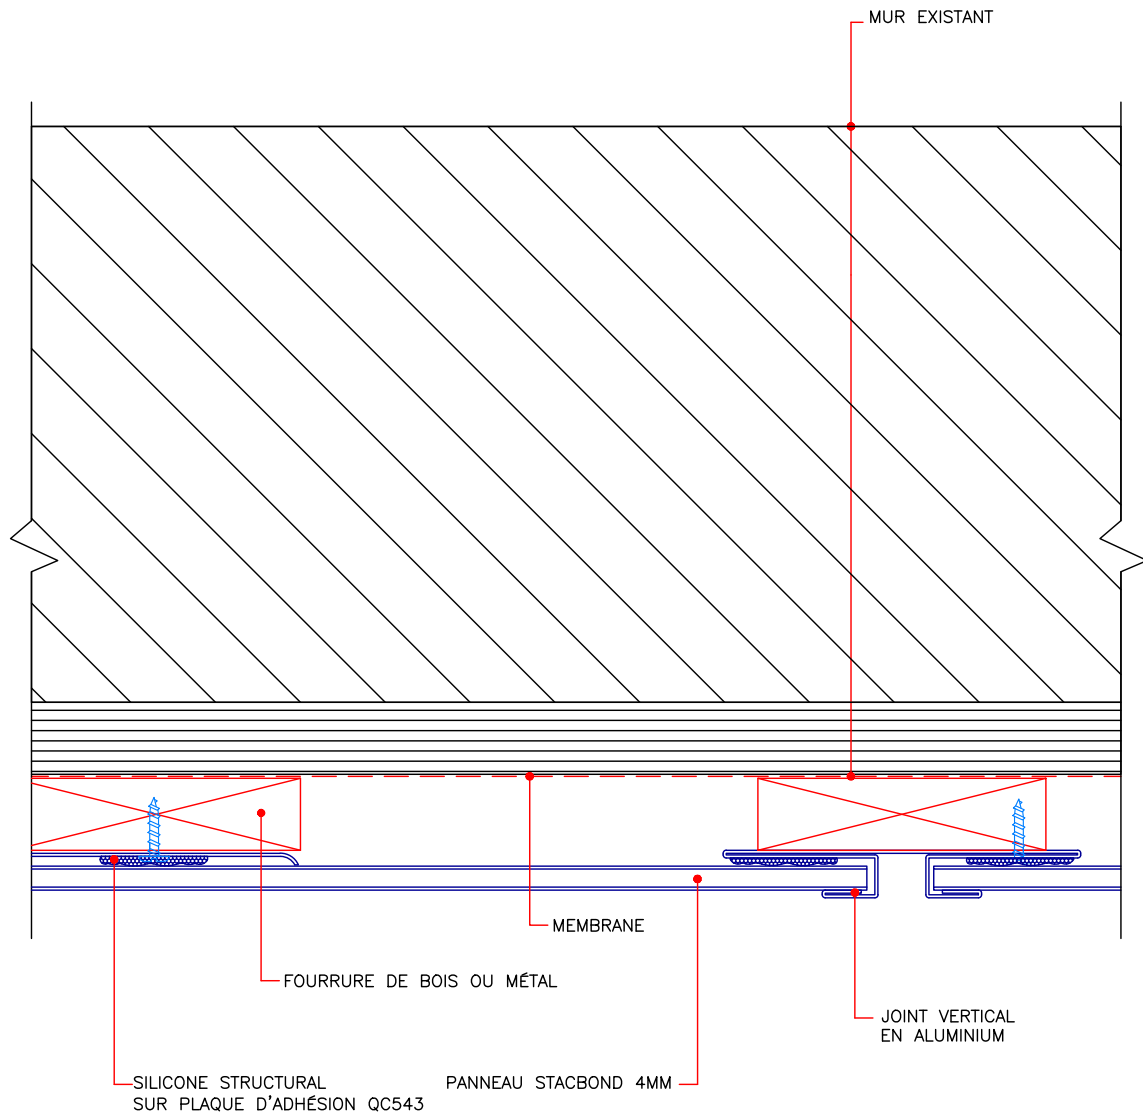 MUR EXISTANT
MEMBRANE
FOURRURE DE BOIS OU MÉTAL
JOINT VERTICAL
EN ALUMINIUM
SILICONE STRUCTURAL
SUR PLAQUE D'ADHÉSION QC543
PANNEAU STACBOND 4MM